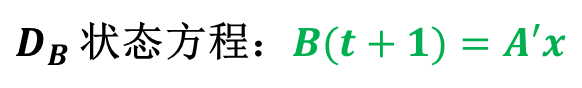 D_B 状态方程：B(t + 1) = A′x